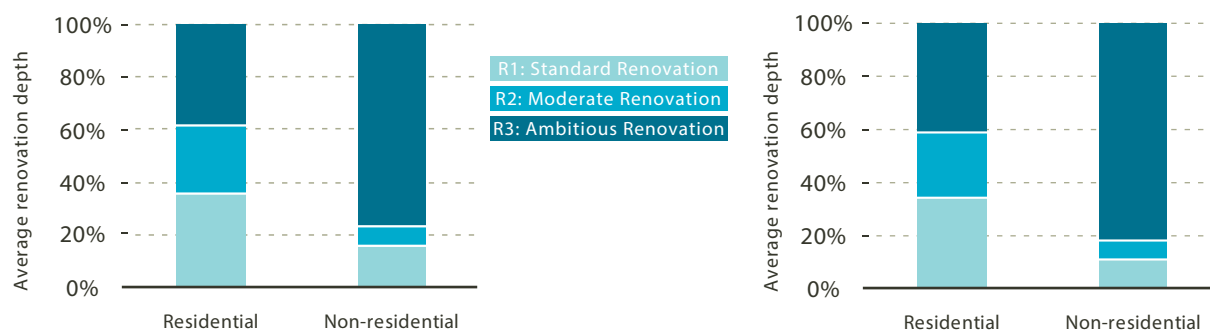 Average renovation depth
100%
80%
60%
40%
20%
0%
Residential
Non-residential
R1: Standard Renovation
R2: Moderate Renovation
R3: Ambitious Renovation
Average renovation depth
100%
80%
60%
40%
20%
0%
Residential
Non-residential